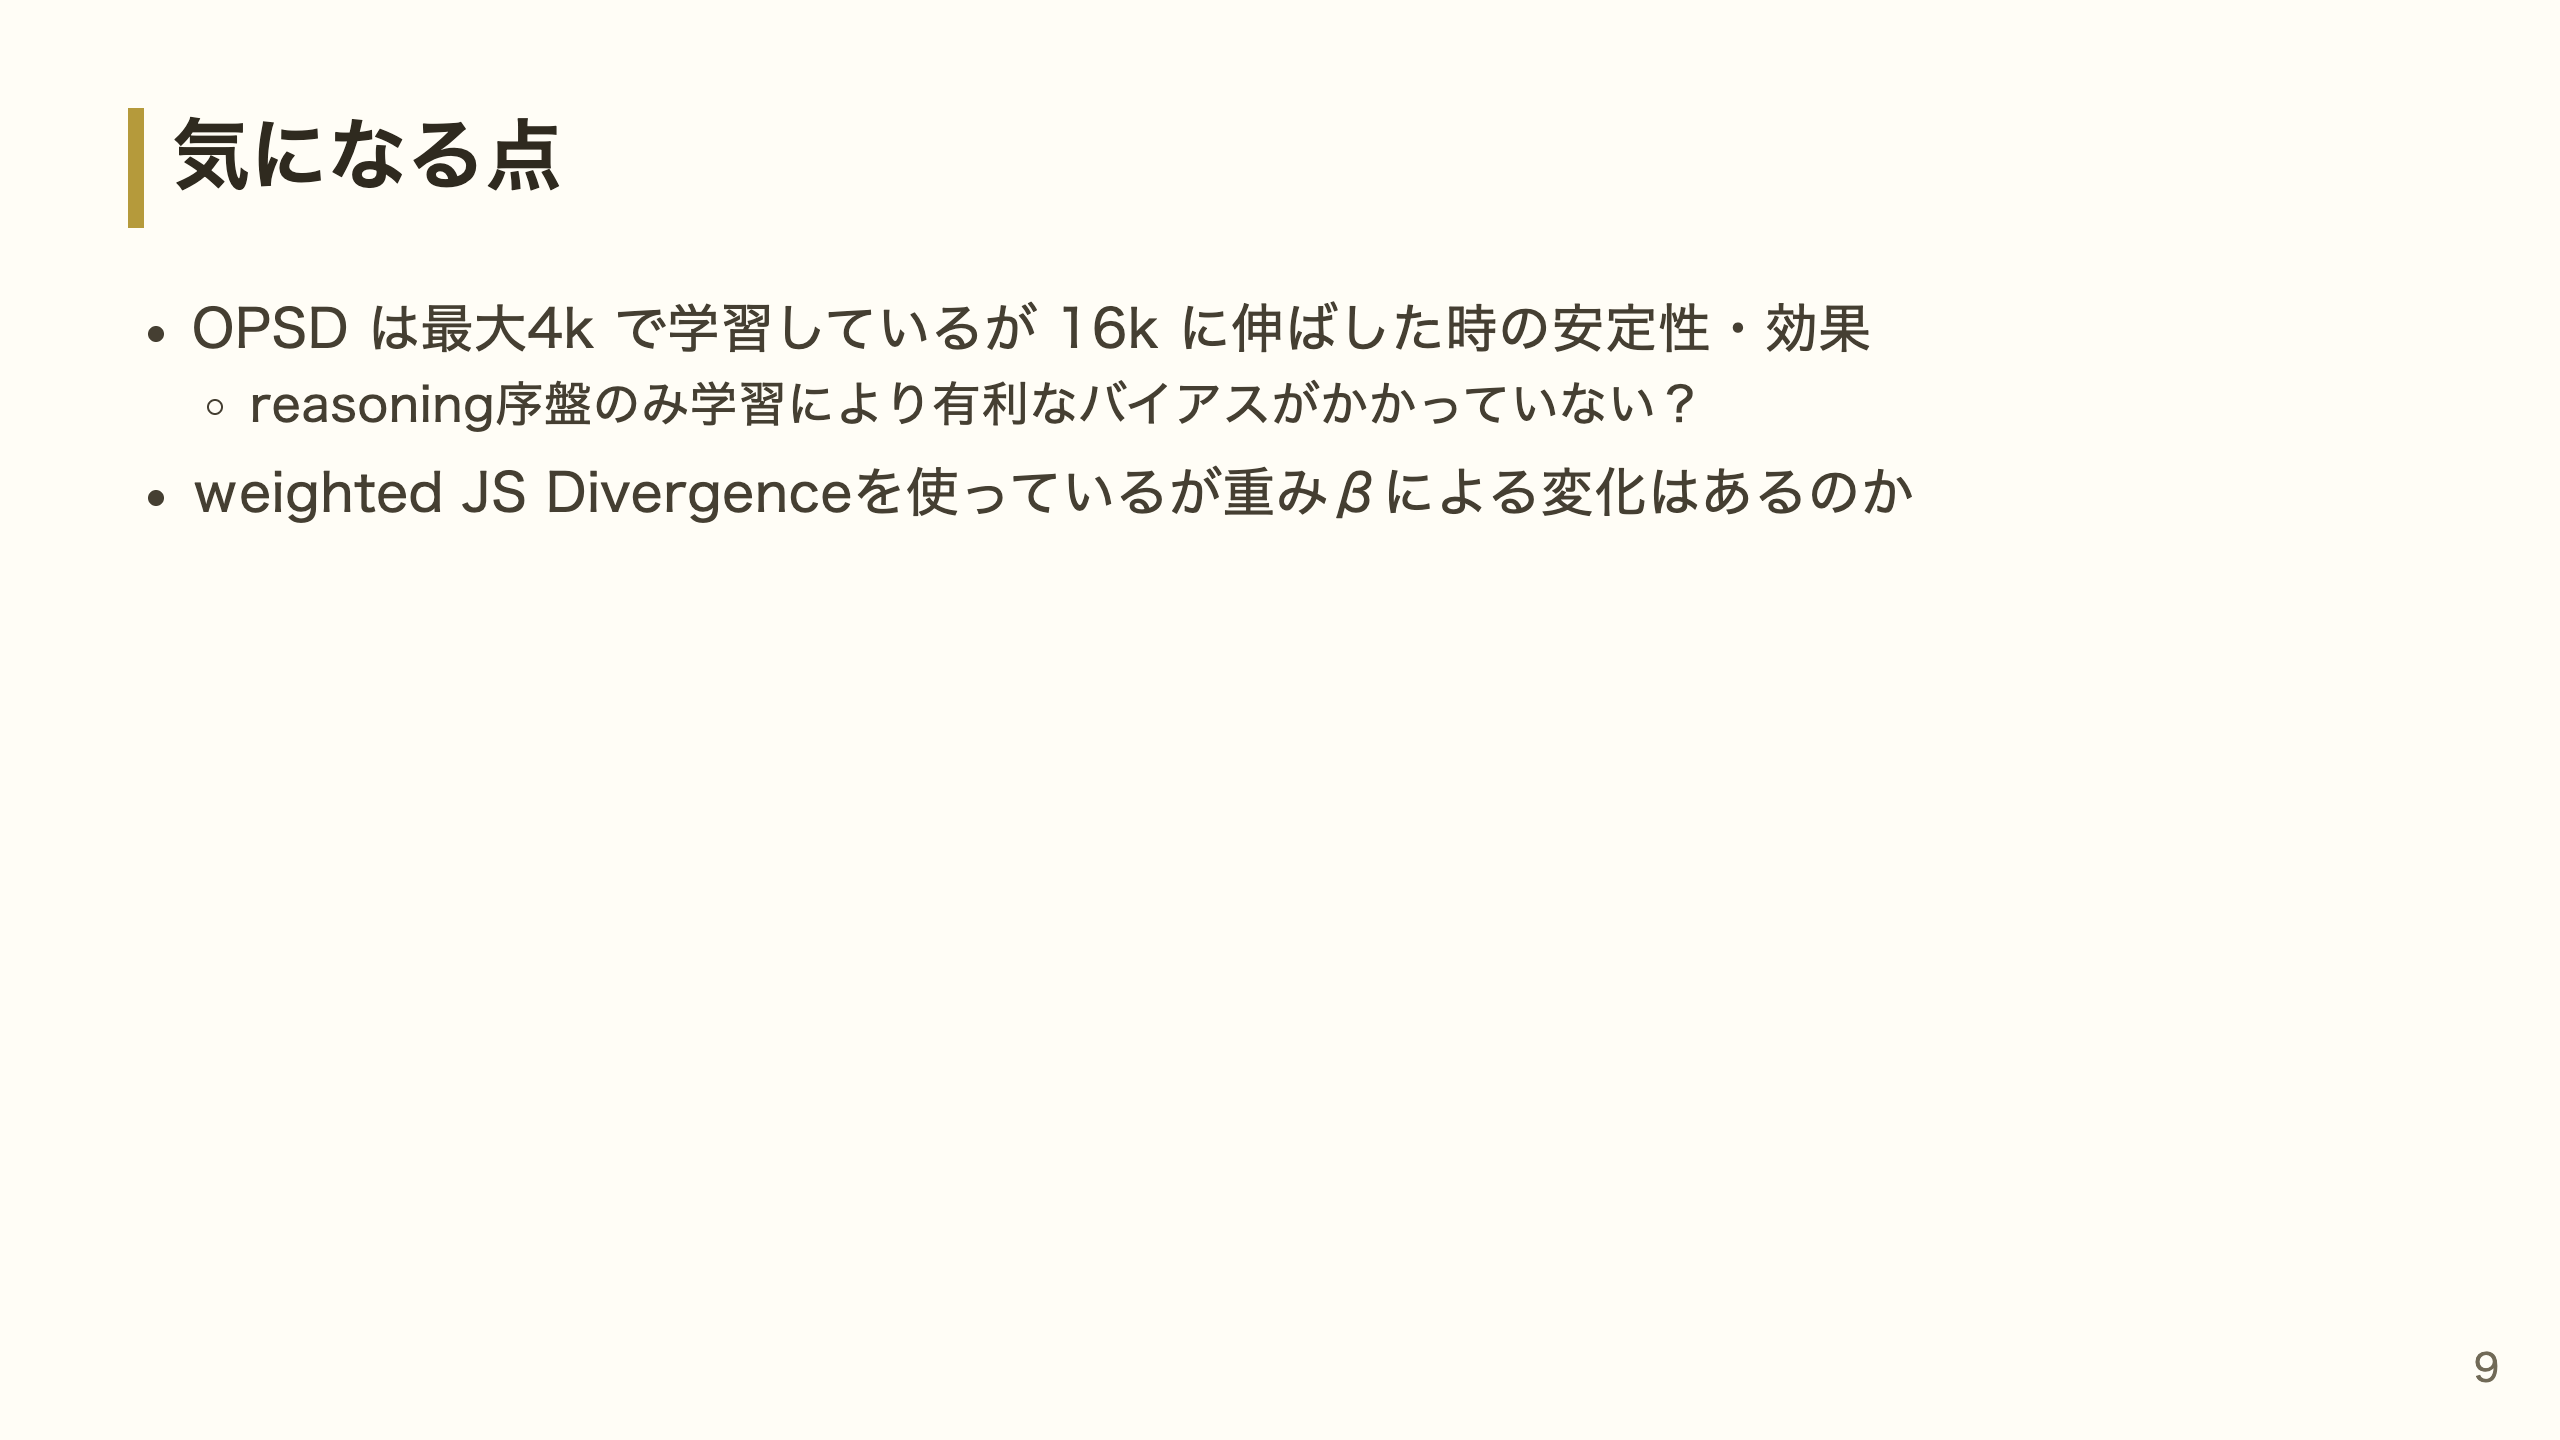 気になる点
• OPSD は最大4k で学習しているが 16k に伸ばした時の安定性・効果
◦ reasoning序盤のみ学習により有利なバイアスがかかっていない？
• weighted JS Divergenceを使っているが重みβによる変化はあるのか
9